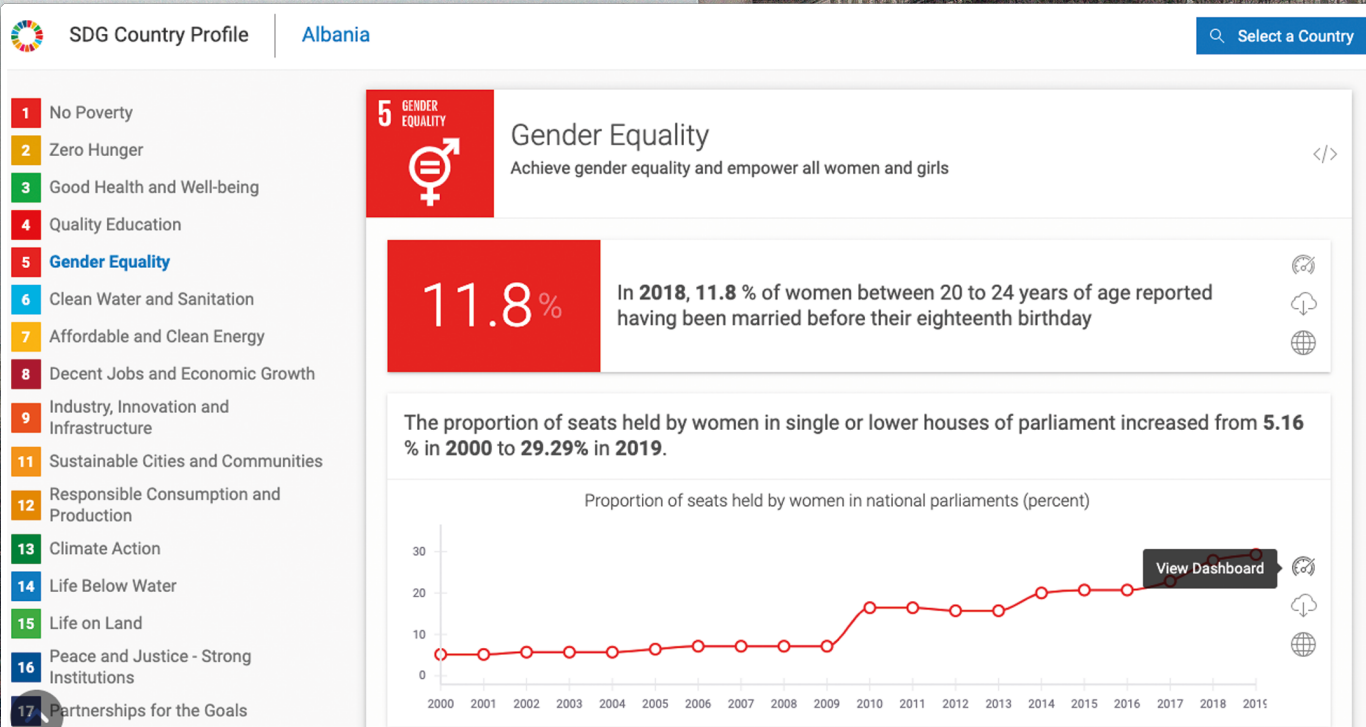 SDG Country Profile
Albania
Select a Country
1 No Poverty
2 Zero Hunger
3 Good Health and Well-being
4 Quality Education
5 Gender Equality
6 Clean Water and Sanitation
7 Affordable and Clean Energy
8 Decent Jobs and Economic Growth
9 Industry, Innovation and
Infrastructure
11 Sustainable Cities and Communities
12 Responsible Consumption and
Production
13 Climate Action
14 Life Below Water
15 Life on Land
16 Peace and Justice - Strong
Institutions
17 Partnerships for the Goals
5 GENDER
EQUALITY
Gender Equality
Achieve gender equality and empower all women and girls
</>
11.8 %
In 2018, 11.8 % of women between 20 to 24 years of age reported
having been married before their eighteenth birthday
The proportion of seats held by women in single or lower houses of parliament increased from 5.16
% in 2000 to 29.29% in 2019.
Proportion of seats held by women in national parliaments (percent)
30
20
10
0
View Dashboard
2000 2001 2002 2003 2004 2005 2006 2007 2008 2009 2010 2011 2012 2013 2014 2015 2016 2017 2018 2019